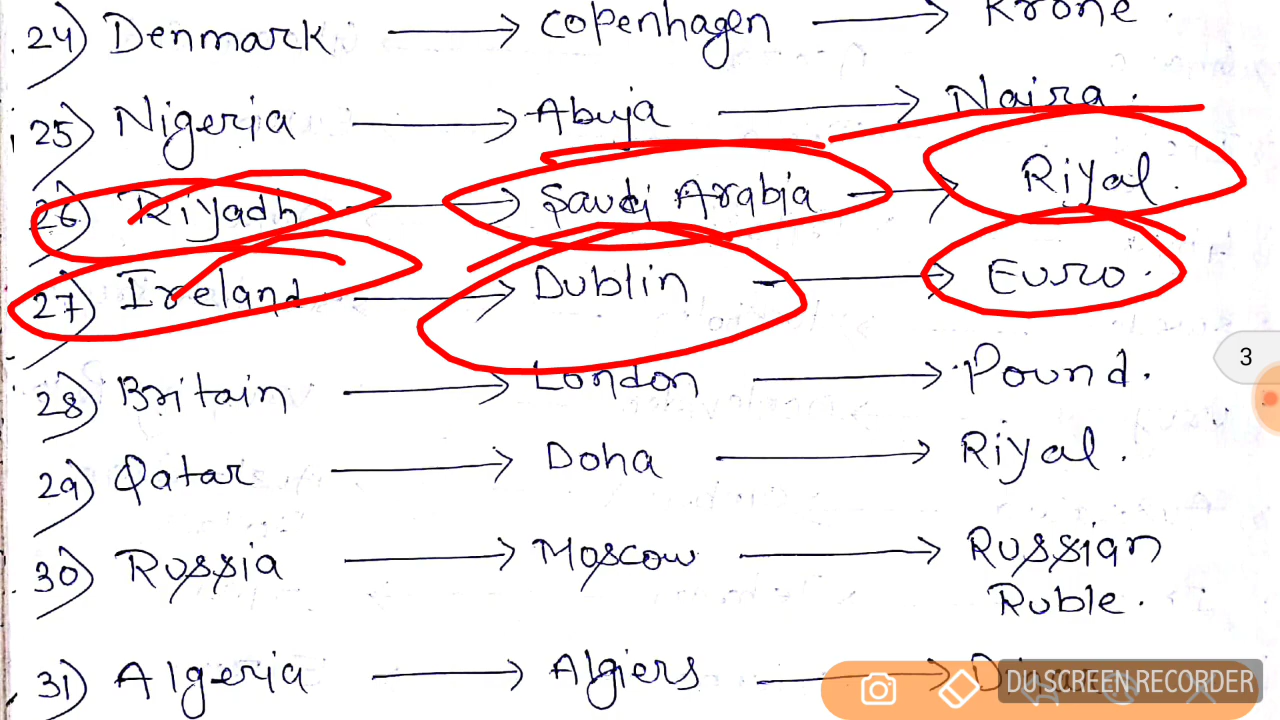 24) Denmark → Copenhagen → Krone.
25) Nigeria → Abuja → Naira.
26) Riyadh → Saudi Arabia → Riyal.
27) Ireland → Dublin → Euro.
3
28) Britain → London → Pound.
29) Qatar → Doha → Riyal.
30) Russia → Moscow → Russian
Ruble.
31) Algeria → Algiers →
DU SCREEN RECORDER